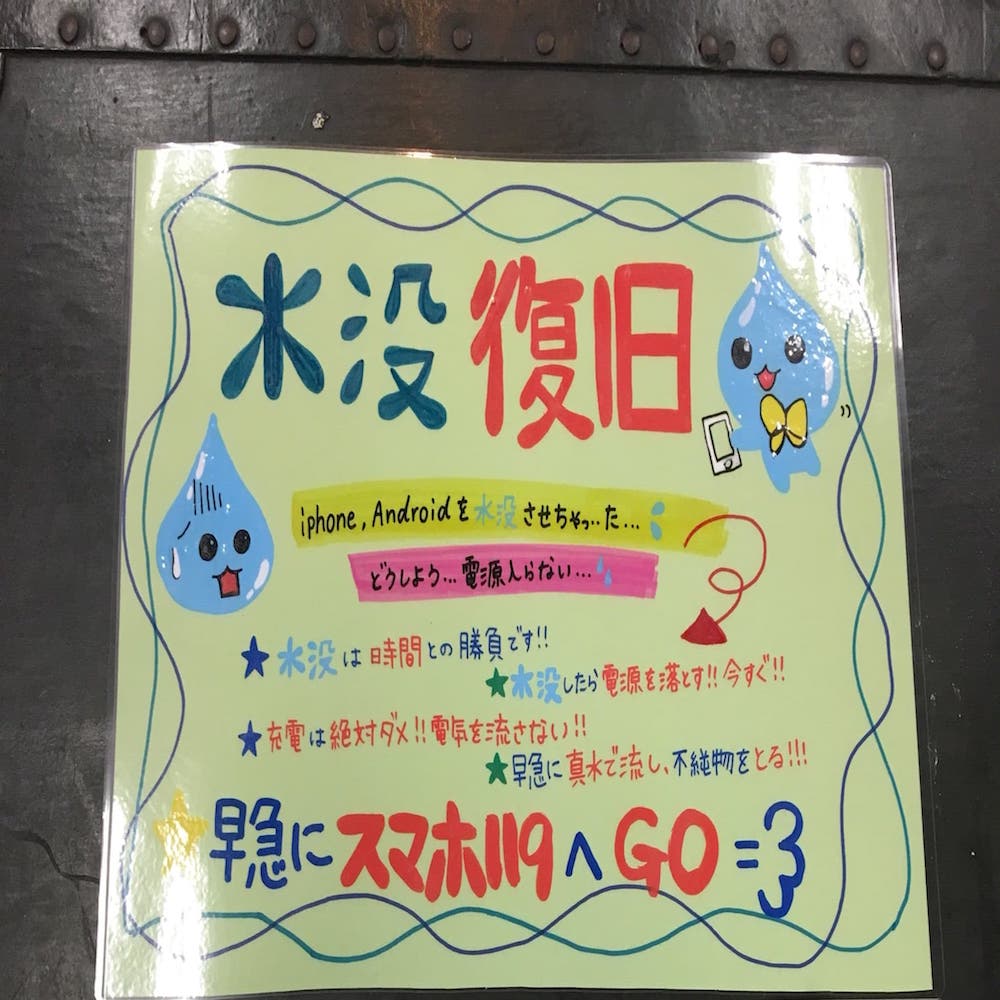 水没復旧
iphone, Androidを水没させちゃった...
どうしよう...電源入らない...
★水没は時間との勝負です!!
★水没したら電源を落とす!!今すぐ!!
★充電は絶対ダメ!!電気を流さない!!
★早急に真水で流し、不純物をとる!!!
★早急にスマホ119へGO=3